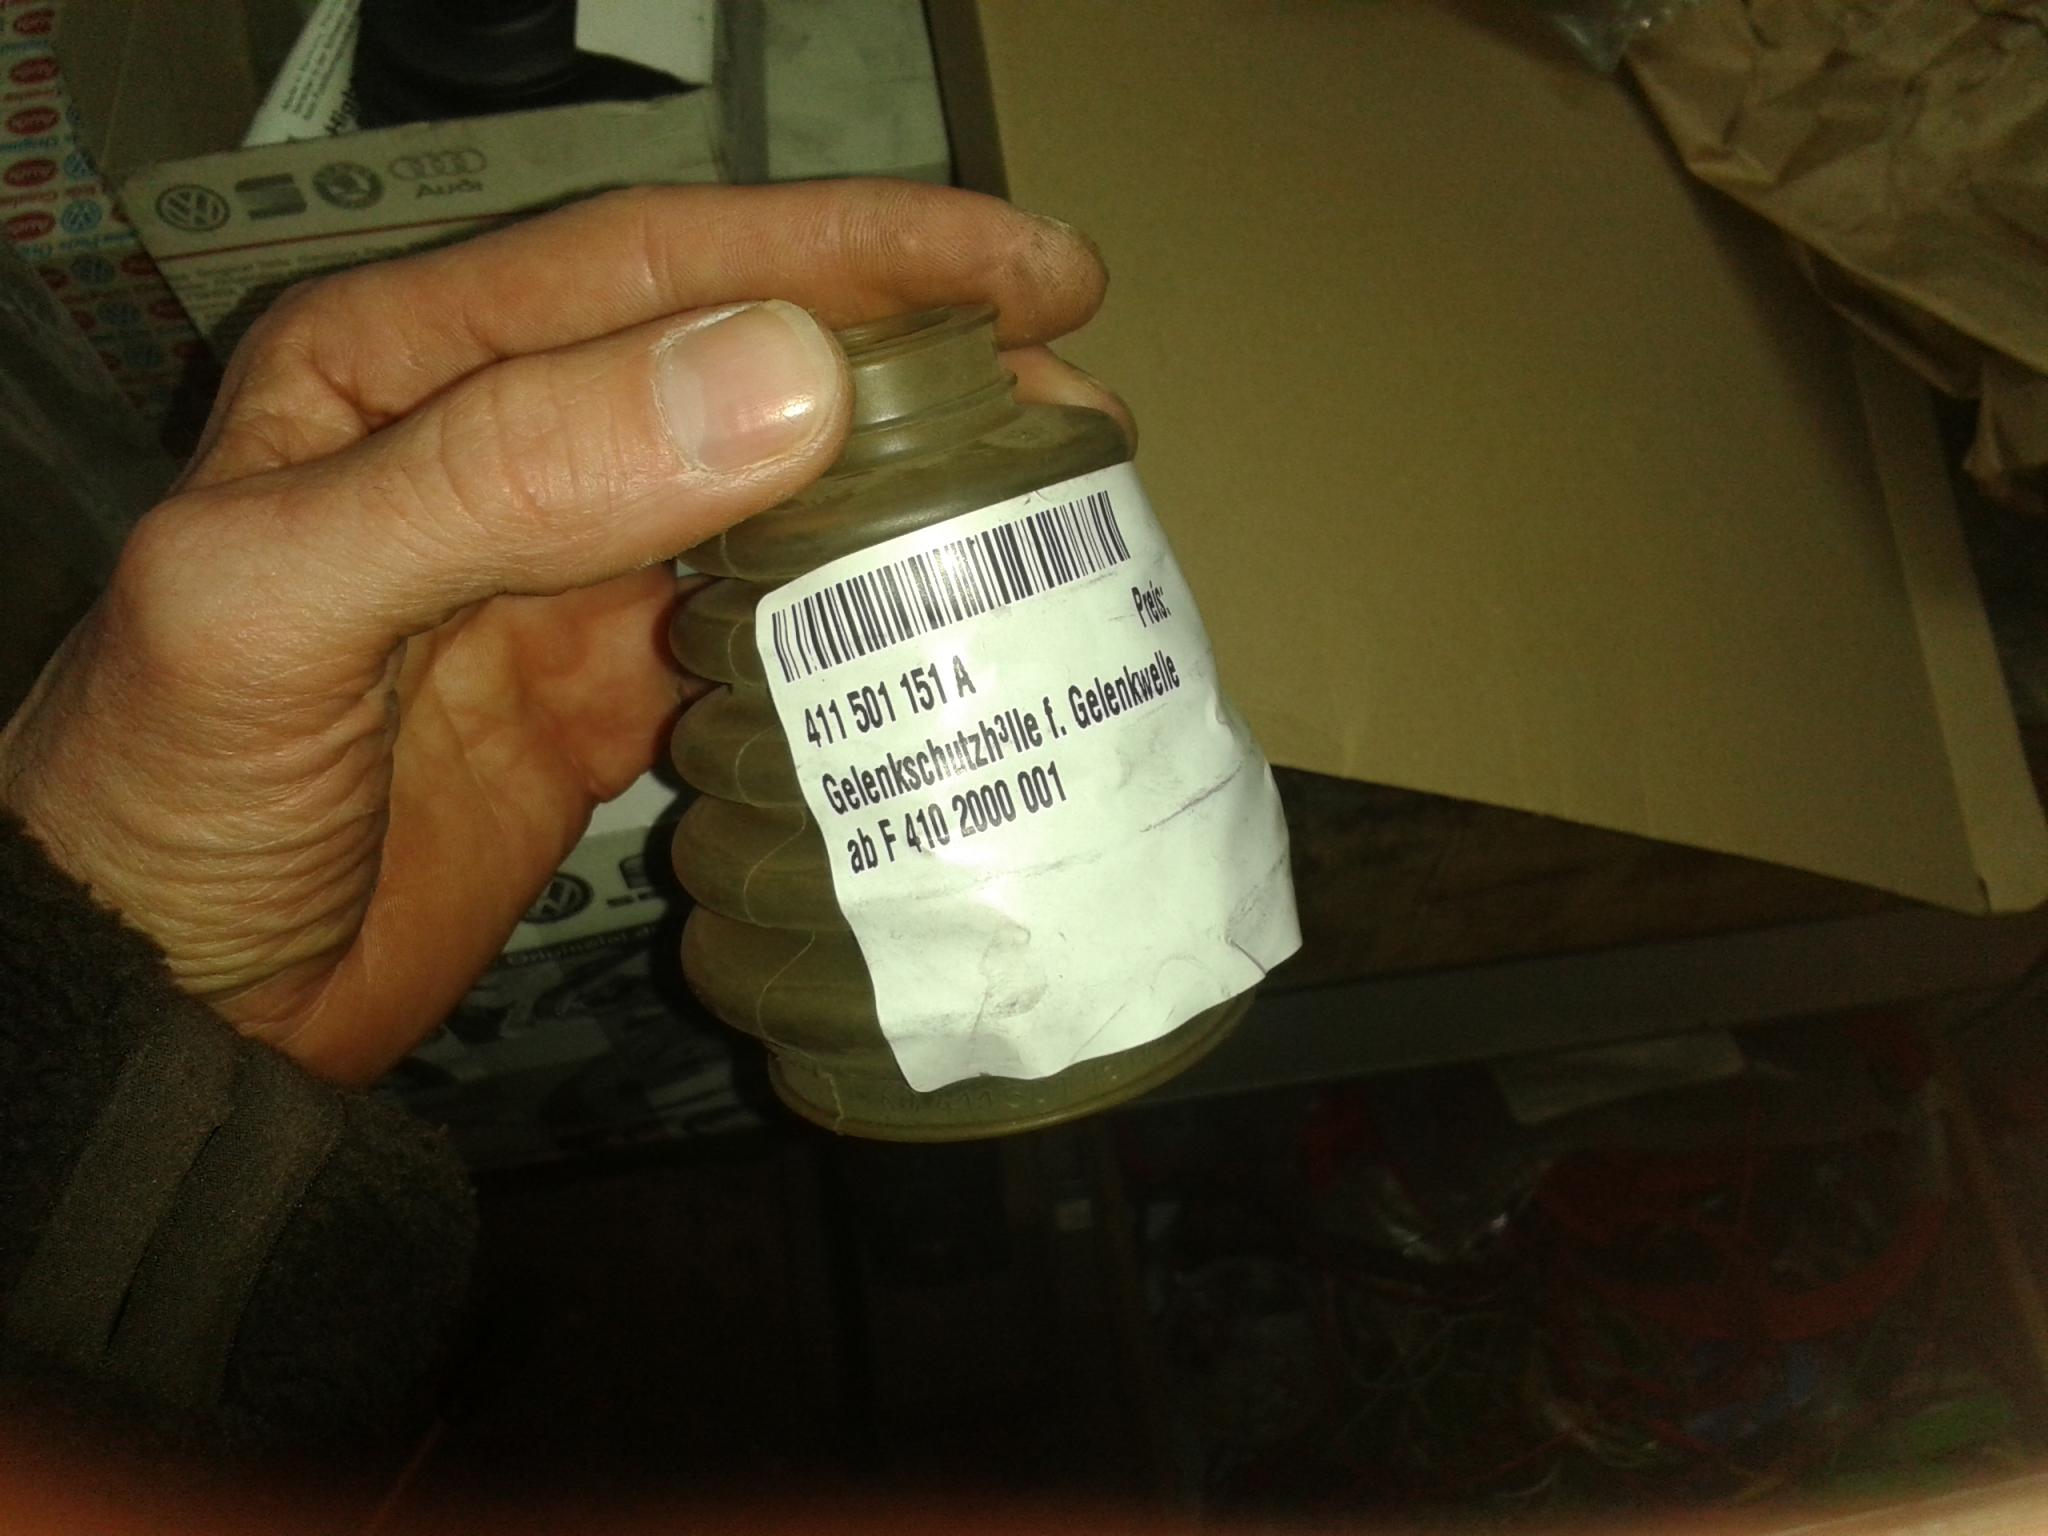 Audi
Preis:
411 501 151 A
Gelenkschutzh³lle f. Gelenkwelle
ab F 410 2000 001